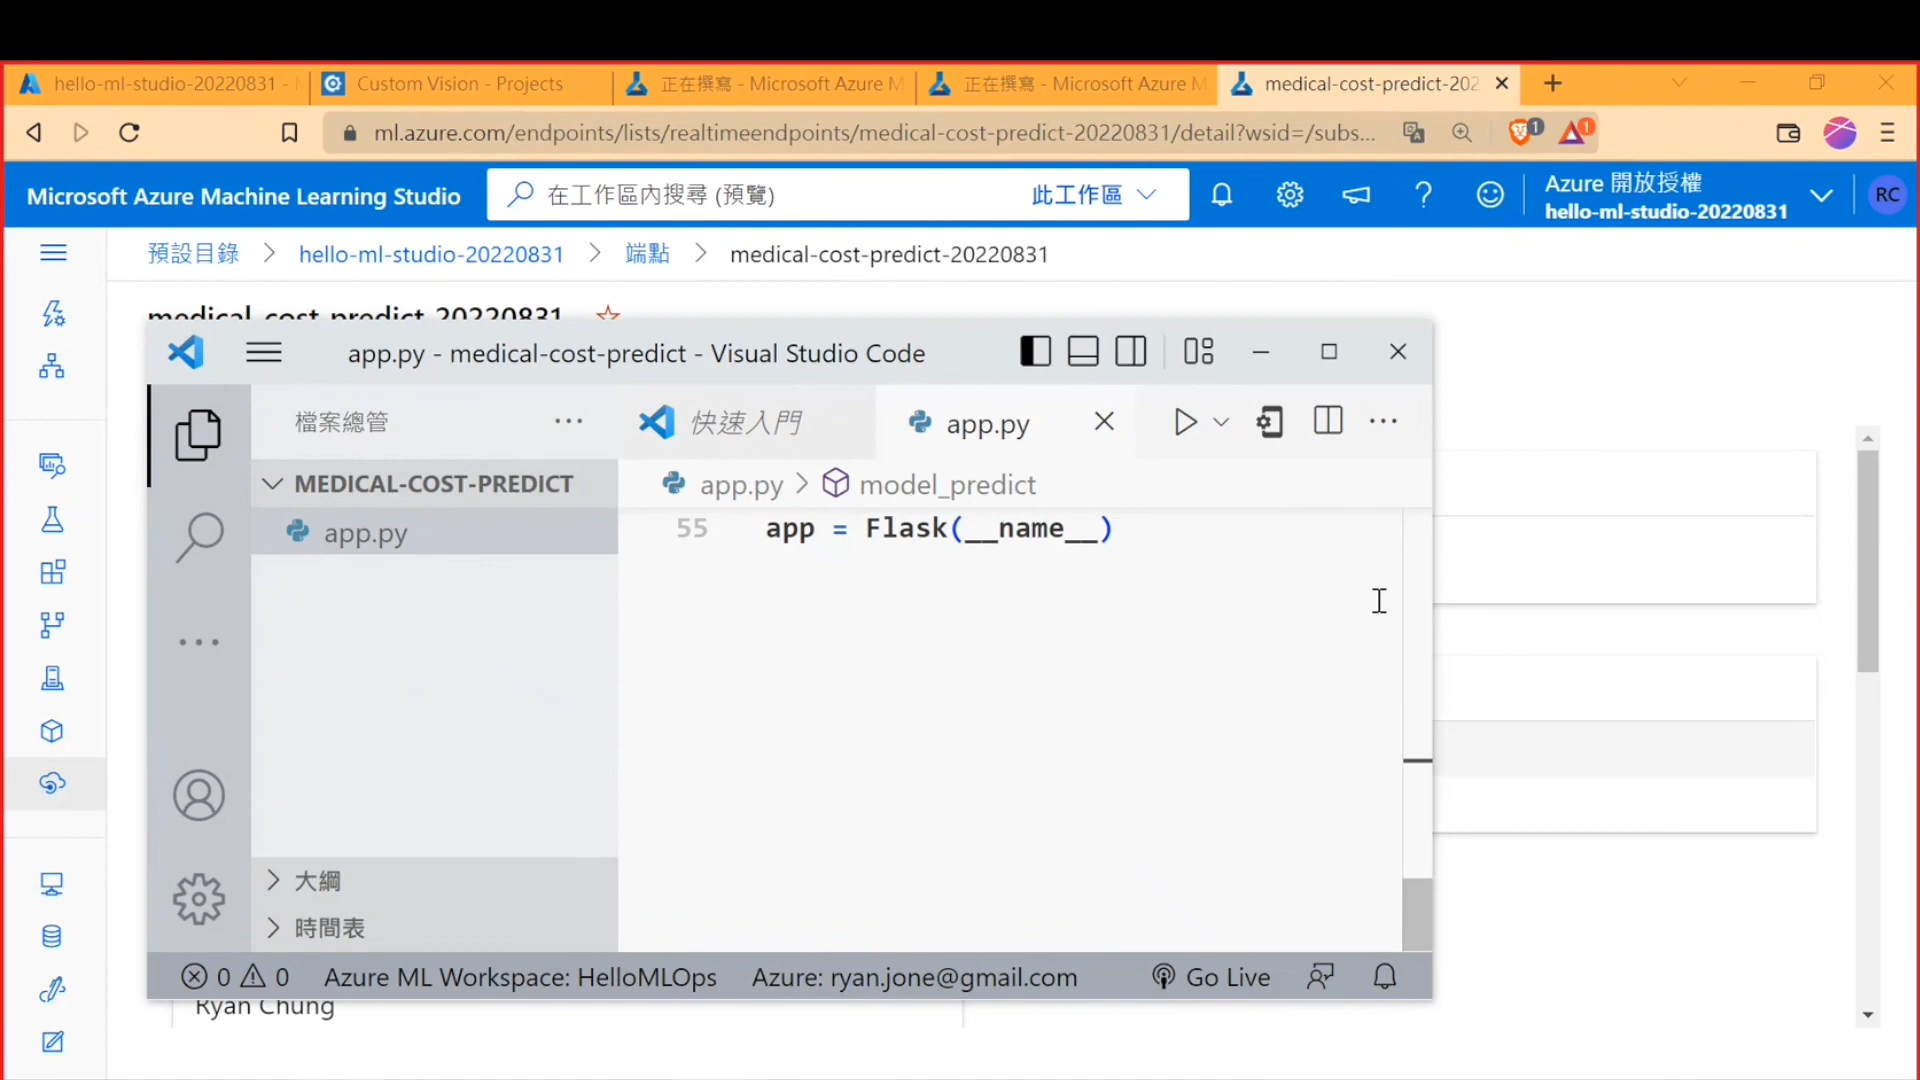 hello-ml-studio-20220831 -
Custom Vision - Projects
正在撰寫 - Microsoft Azure M
正在撰寫 - Microsoft Azure M
medical-cost-predict-202
ml.azure.com/endpoints/lists/realtimeendpoints/medical-cost-predict-20220831/detail?wsid=/subs...
1
1
Microsoft Azure Machine Learning Studio
在工作區內搜尋 (預覽)
此工作區
Azure 開放授權
hello-ml-studio-20220831
RC
預設目錄 > hello-ml-studio-20220831 > 端點 > medical-cost-predict-20220831
medical-cost-predict-20220831
app.py - medical-cost-predict - Visual Studio Code
檔案總管
快速入門
app.py
MEDICAL-COST-PREDICT
app.py > model_predict
app.py
55 app = Flask(__name__)
大綱
時間表
0 0 Azure ML Workspace: HelloMLOps Azure: ryan.jone@gmail.com Go Live
Ryan Chung